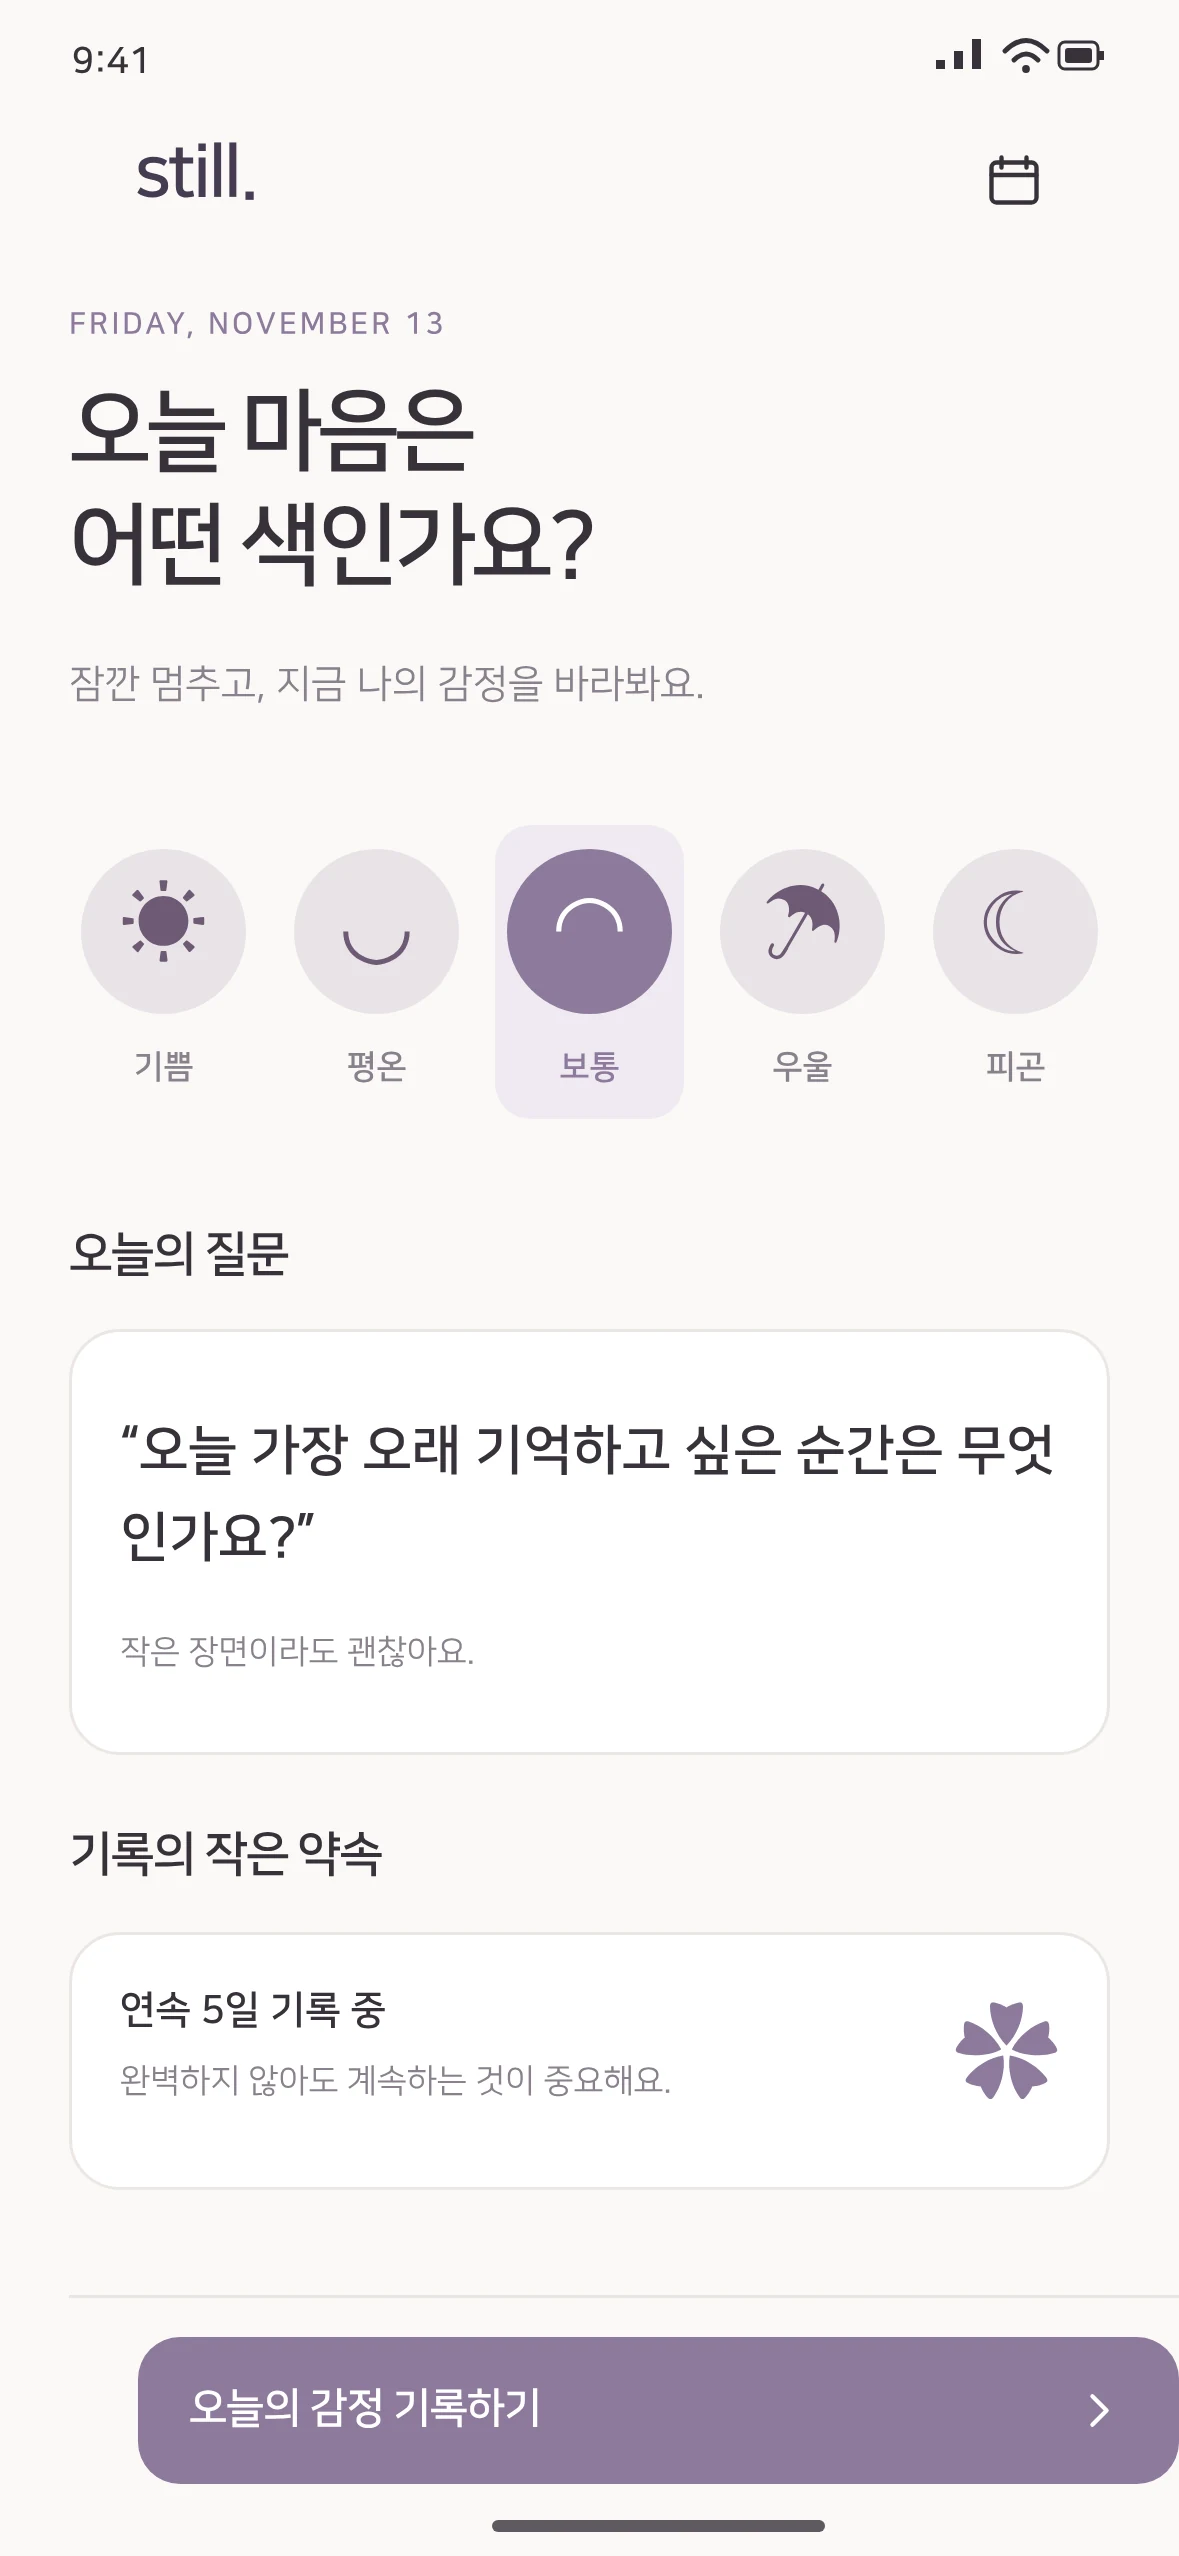 9:41
still.
FRIDAY, NOVEMBER 13
오늘 마음은
어떤 색인가요?
잠깐 멈추고, 지금 나의 감정을 바라봐요.
기쁨
평온
보통
우울
피곤
오늘의 질문
“오늘 가장 오래 기억하고 싶은 순간은 무엇
인가요?”
작은 장면이라도 괜찮아요.
기록의 작은 약속
연속 5일 기록 중
완벽하지 않아도 계속하는 것이 중요해요.
오늘의 감정 기록하기